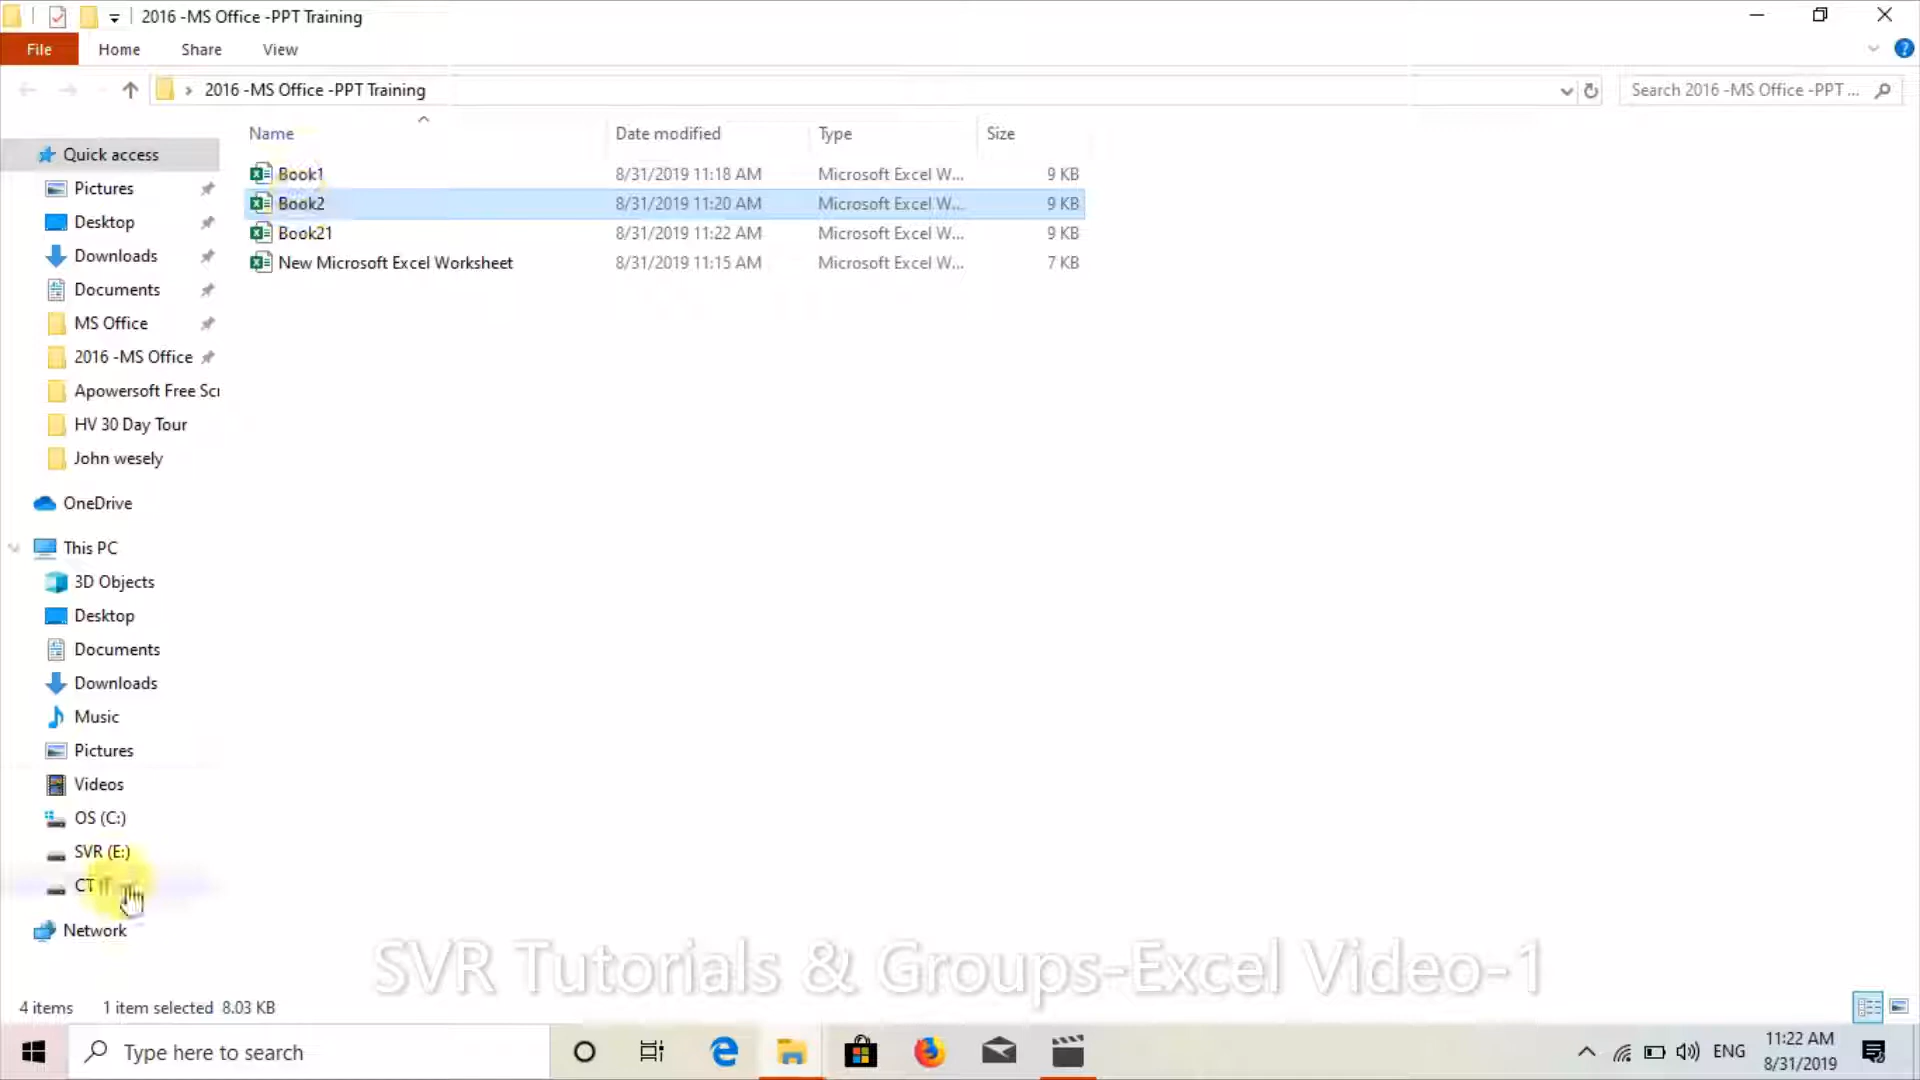 2016 -MS Office -PPT Training
File Home Share View
2016 -MS Office -PPT Training
Search 2016 -MS Office -PPT ...
Name Date modified Type Size
Book1 8/31/2019 11:18 AM Microsoft Excel W... 9 KB
Book2 8/31/2019 11:20 AM Microsoft Excel W... 9 KB
Book21 8/31/2019 11:22 AM Microsoft Excel W... 9 KB
New Microsoft Excel Worksheet 8/31/2019 11:15 AM Microsoft Excel W... 7 KB
Quick access
Pictures
Desktop
Downloads
Documents
MS Office
2016 -MS Office
Apowersoft Free Scr
HV 30 Day Tour
John wesely
OneDrive
This PC
3D Objects
Desktop
Documents
Downloads
Music
Pictures
Videos
OS (C:)
SVR (E:)
CT IT
Network
SVR Tutorials & Groups-Excel Video-1
4 items 1 item selected 8.03 KB
Type here to search
ENG
11:22 AM
8/31/2019